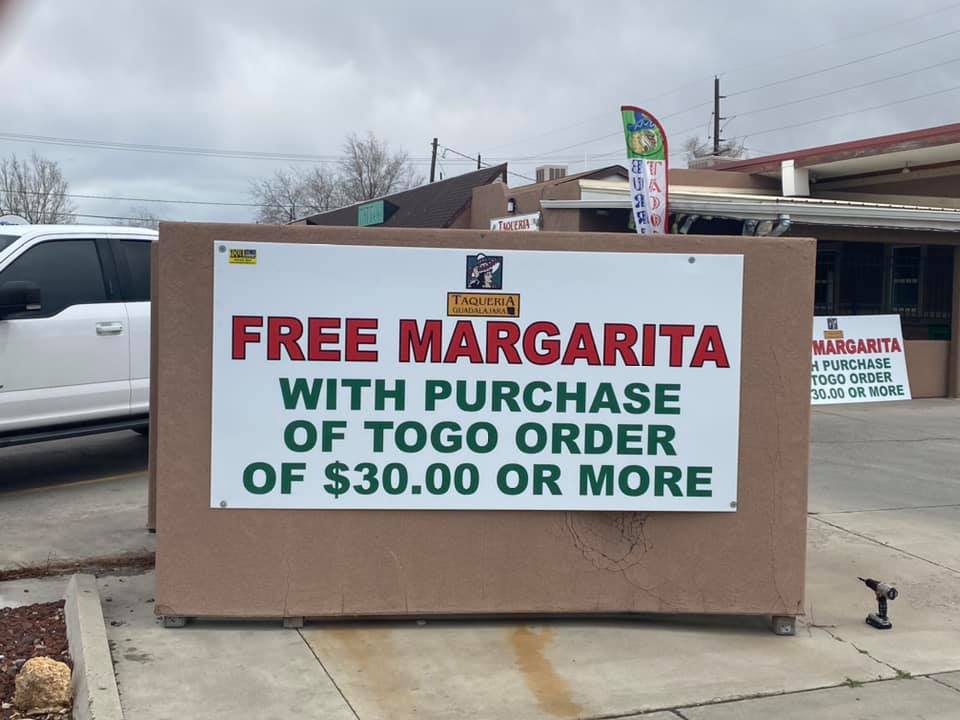 TAQUERIA
GUADALAJARA
FREE MARGARITA
WITH PURCHASE
OF TOGO ORDER
OF $30.00 OR MORE
TAQUERIA
MARGARITA
H PURCHASE
TOGO ORDER
30.00 OR MORE